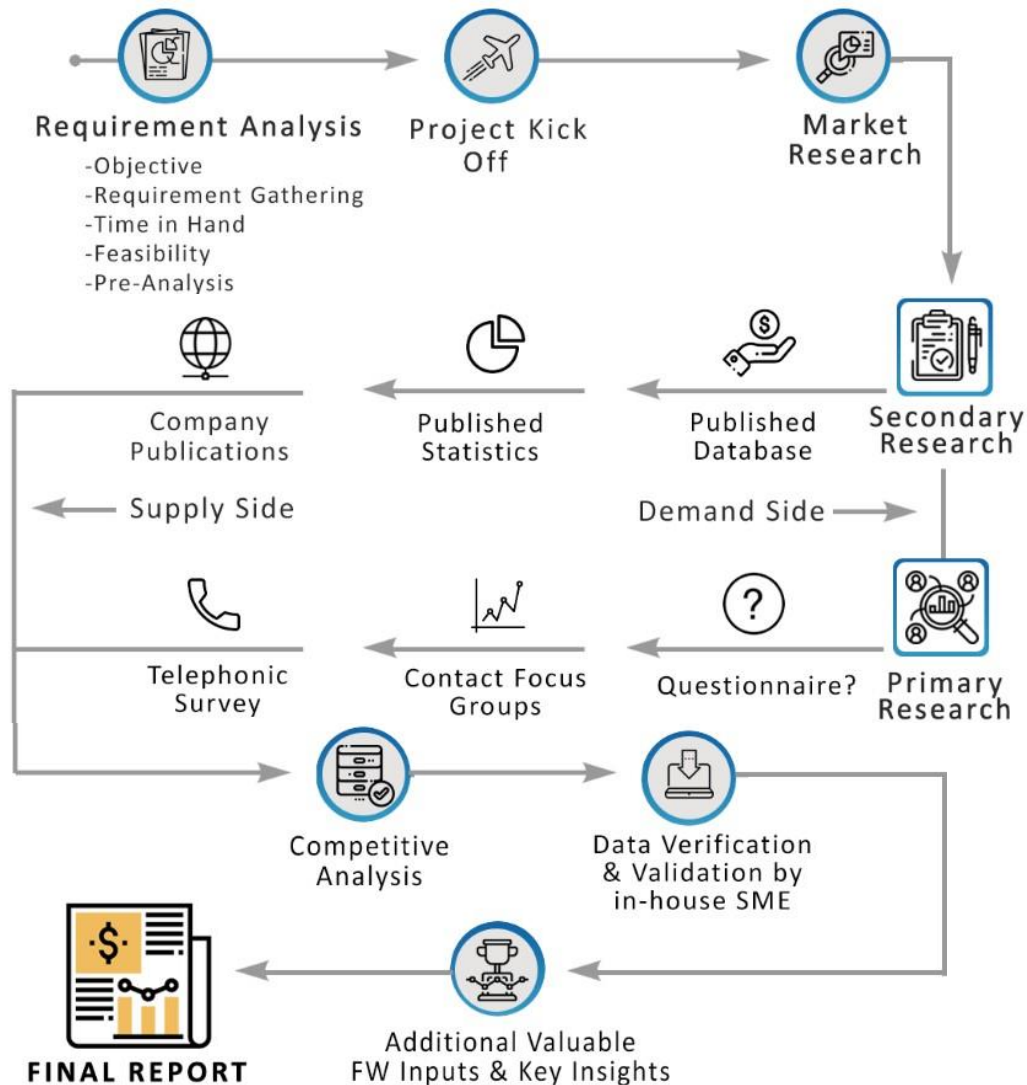 Requirement Analysis
-Objective
-Requirement Gathering
-Time in Hand
-Feasibility
-Pre-Analysis
Project Kick
Off
Market
Research
Company
Publications
Published
Statistics
$
Published
Database
Secondary
Research
Supply Side
Demand Side
Telephonic
Survey
Contact Focus
Groups
?
Questionnaire?
Primary
Research
Competitive
Analysis
Data Verification
& Validation by
in-house SME
$
FINAL REPORT
Additional Valuable
FW Inputs & Key Insights